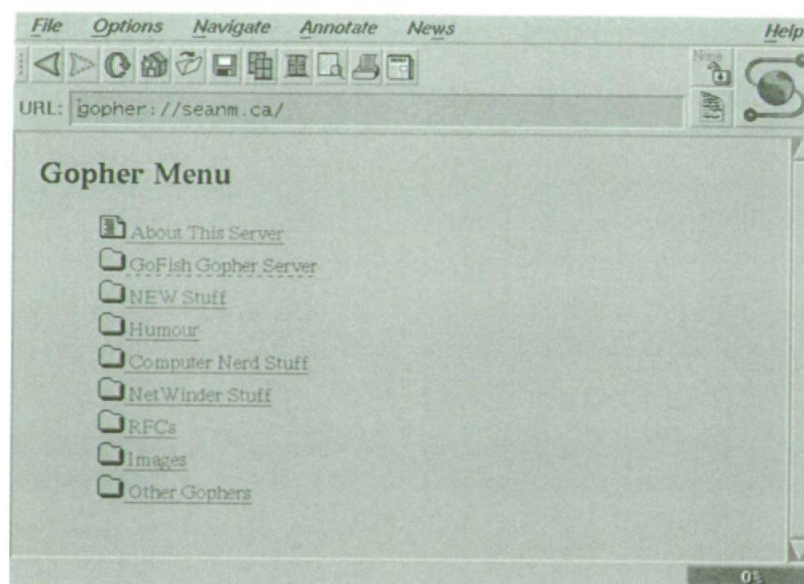 File Options Navigate Annotate News Help
None
URL: gopher://seanm.ca/
Gopher Menu
About This Server
GoFish Gopher Server
NEW Stuff
Humour
Computer Nerd Stuff
NetWinder Stuff
RFCs
Images
Other Gophers
0%